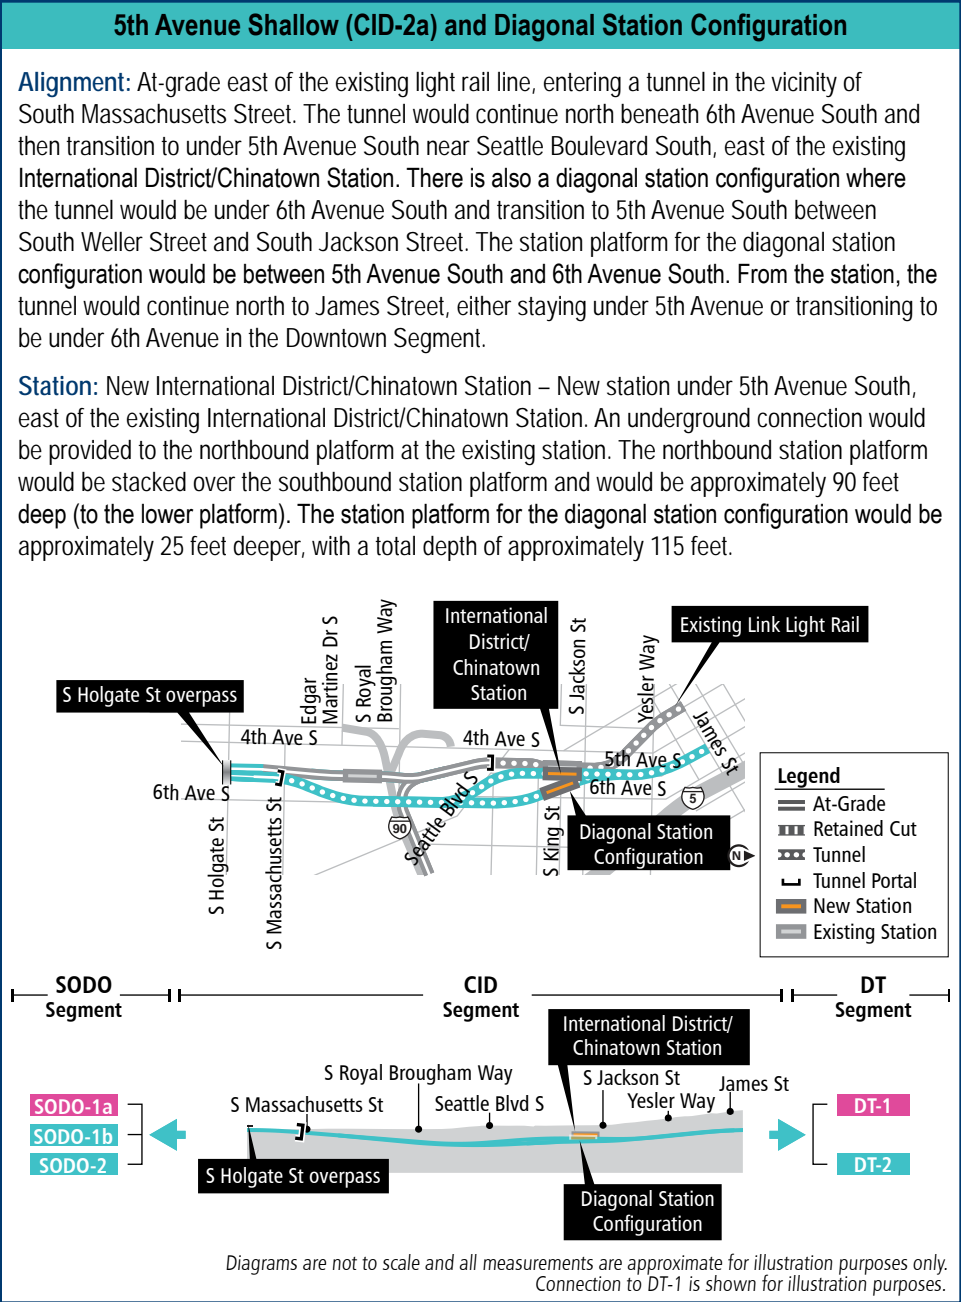 5th Avenue Shallow (CID-2a) and Diagonal Station Configuration
Alignment: At-grade east of the existing light rail line, entering a tunnel in the vicinity of
South Massachusetts Street. The tunnel would continue north beneath 6th Avenue South and
then transition to under 5th Avenue South near Seattle Boulevard South, east of the existing
International District/Chinatown Station. There is also a diagonal station configuration where
the tunnel would be under 6th Avenue South and transition to 5th Avenue South between
South Weller Street and South Jackson Street. The station platform for the diagonal station
configuration would be between 5th Avenue South and 6th Avenue South. From the station, the
tunnel would continue north to James Street, either staying under 5th Avenue or transitioning to
be under 6th Avenue in the Downtown Segment.
Station: New International District/Chinatown Station – New station under 5th Avenue South,
east of the existing International District/Chinatown Station. An underground connection would
be provided to the northbound platform at the existing station. The northbound station platform
would be stacked over the southbound station platform and would be approximately 90 feet
deep (to the lower platform). The station platform for the diagonal station configuration would be
approximately 25 feet deeper, with a total depth of approximately 115 feet.
S Holgate St overpass
Edgar
Martinez Dr S
S Royal
Brougham Way
International
District/
Chinatown
Station
S Jackson St
Yesler Way
Existing Link Light Rail
James St
4th Ave S
4th Ave S
5th Ave S
6th Ave S
6th Ave S
5
90
Seattle Blvd S
S Holgate St
S Massachusetts St
S King St
Diagonal Station
Configuration
N
Legend
At-Grade
Retained Cut
Tunnel
Tunnel Portal
New Station
Existing Station
SODO
Segment
CID
Segment
DT
Segment
International District/
Chinatown Station
S Royal Brougham Way
S Massachusetts St
Seattle Blvd S
S Jackson St
Yesler Way
James St
SODO-1a
SODO-1b
SODO-2
DT-1
DT-2
S Holgate St overpass
Diagonal Station
Configuration
Diagrams are not to scale and all measurements are approximate for illustration purposes only.
Connection to DT-1 is shown for illustration purposes.